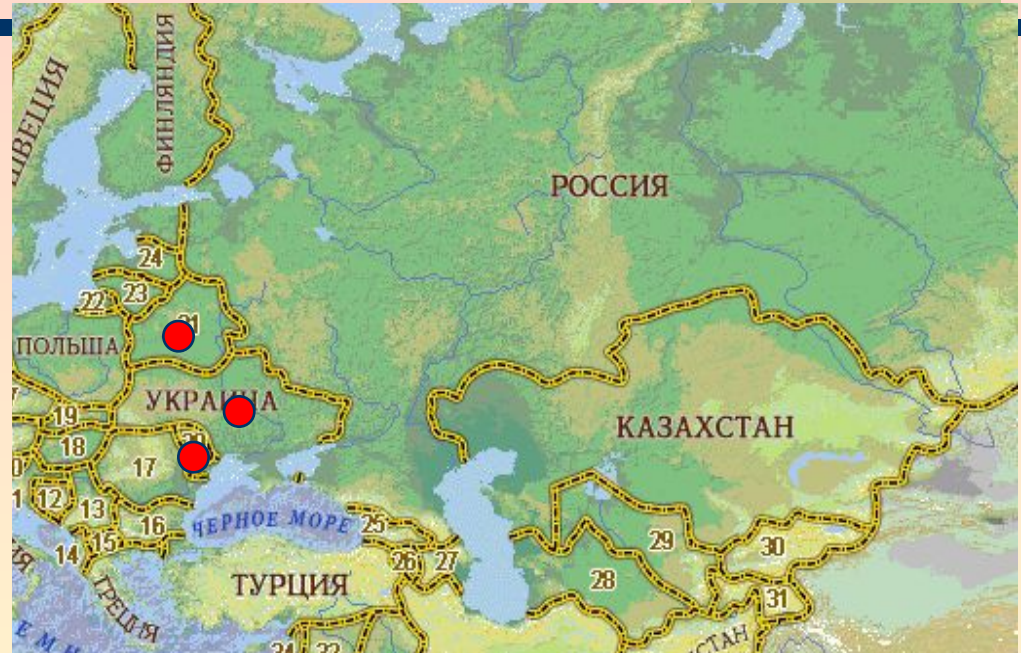 ШВЕЦИЯ
ФИНЛЯНДИЯ
РОССИЯ
24
23
22
ПОЛЬША
УКРАИНА
КАЗАХСТАН
19
18
17
12
13
16
15
14
ЧЕРНОЕ МОРЕ
25
26
27
29
30
28
31
ТУРЦИЯ
ГРЕЦИЯ